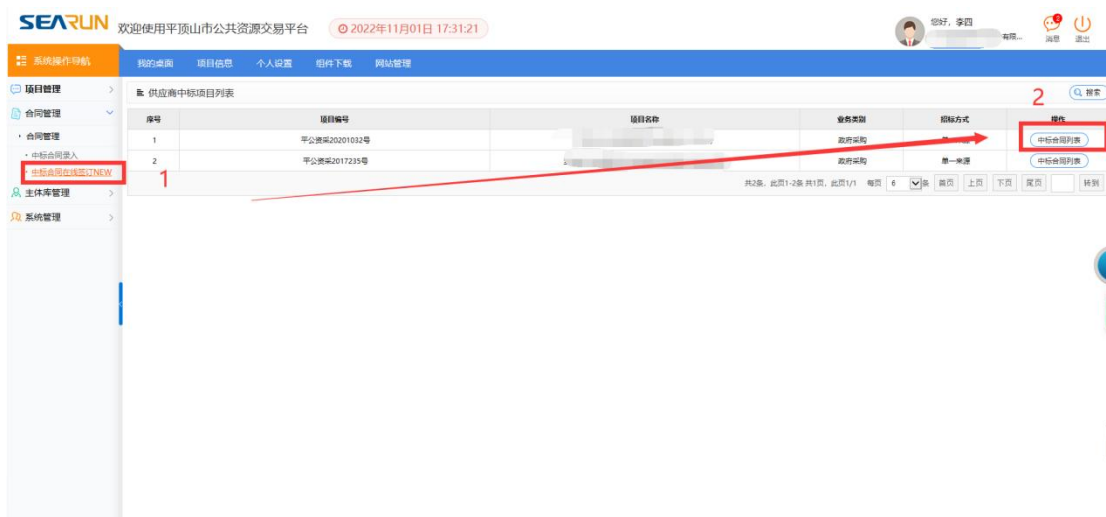 SEARUN 欢迎使用平顶山市公共资源交易平台 2022年11月01日 17:31:21
您好，李四
有限...
3
消息 退出
系统操作导航 我的桌面 项目信息 个人设置 组件下载 网站管理
项目管理
供应商中标项目列表
2
搜索
合同管理
序号 项目编号 项目名称 业务类别 招标方式 操作
合同管理
1 平公资采20201032号 政府采购 中标合同列表
中标合同录入
2 平公资采2017235号 政府采购 单一来源 中标合同列表
中标合同在线签订NEW
1
共2条，此页1-2条 共1页，此页1/1 每页 6 条 首页 上页 下页 尾页 转到
主体库管理
系统管理